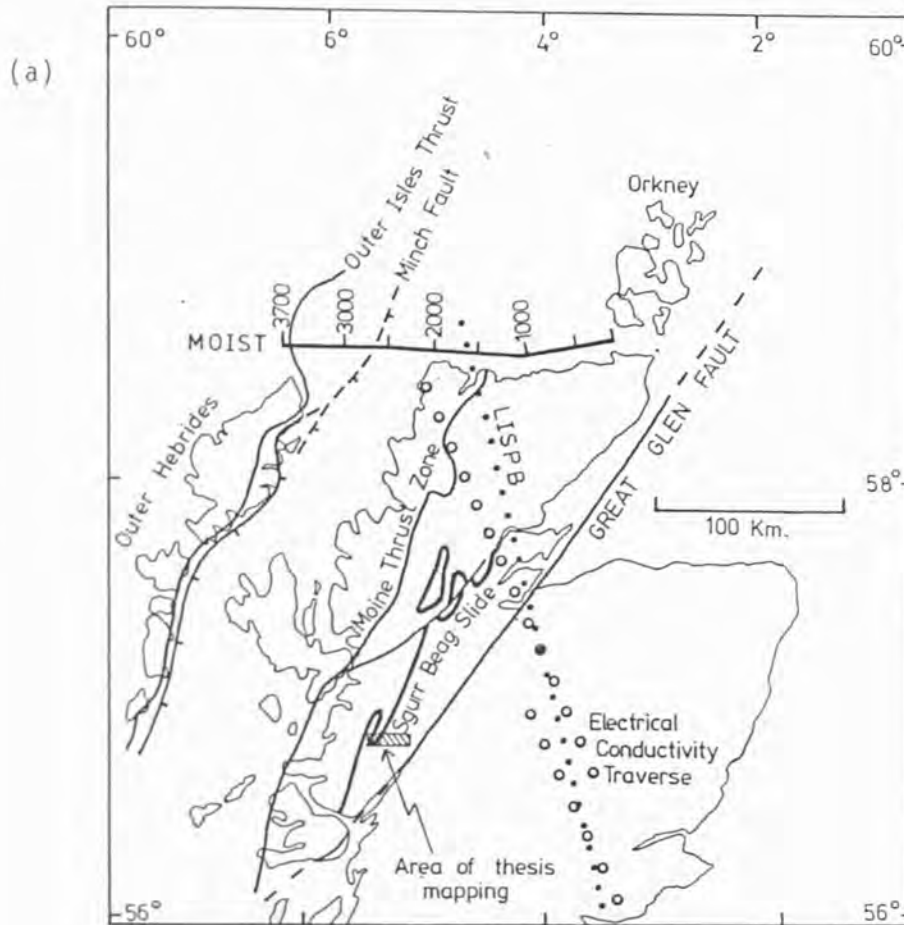 (a)
60°
6°
4°
2°
60°
Outer Isles Thrust
Minch Fault
Orkney
3700
3000
2000
1000
MOIST
Outer Hebrides
Moine Thrust Zone
LISPB
GREAT GLEN FAULT
58°
100 Km.
Sgurr Beag Slide
Electrical
Conductivity
Traverse
Area of thesis
mapping
56°
56°